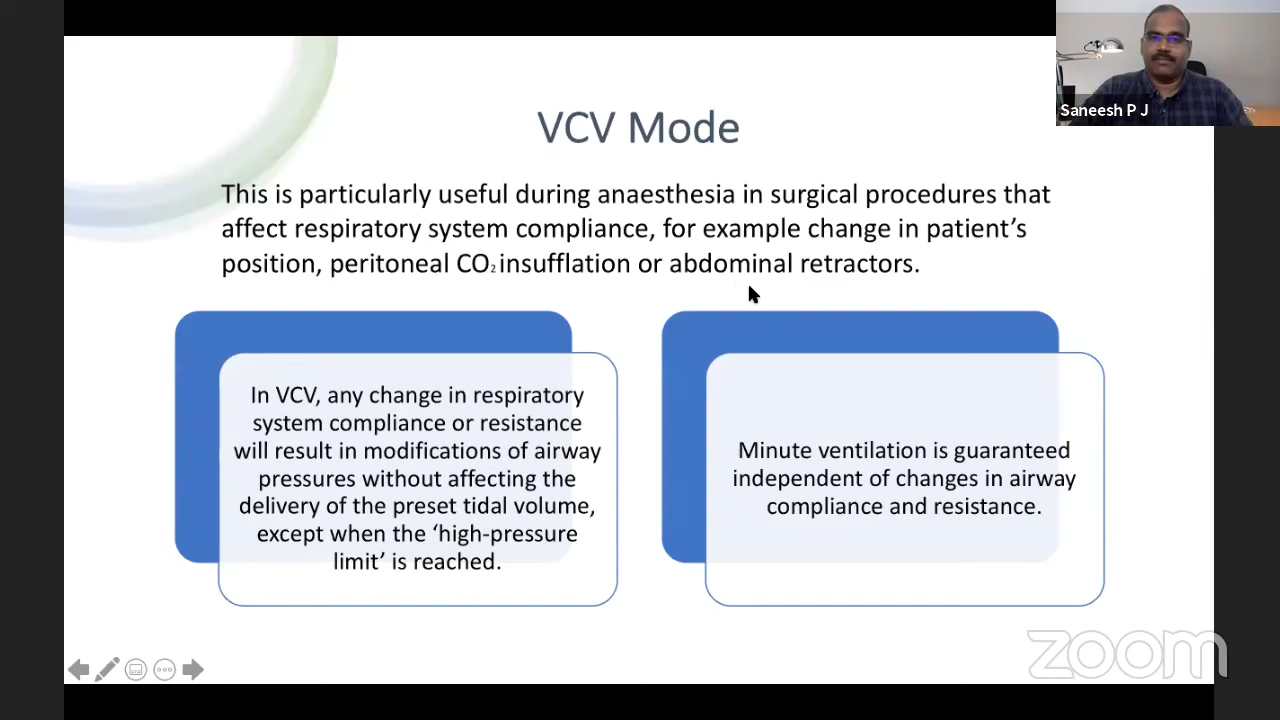 Saneesh P J
VCV Mode
This is particularly useful during anaesthesia in surgical procedures that
affect respiratory system compliance, for example change in patient’s
position, peritoneal CO₂ insufflation or abdominal retractors.
In VCV, any change in respiratory
system compliance or resistance
will result in modifications of airway
pressures without affecting the
delivery of the preset tidal volume,
except when the ‘high-pressure
limit’ is reached.
Minute ventilation is guaranteed
independent of changes in airway
compliance and resistance.
zoom